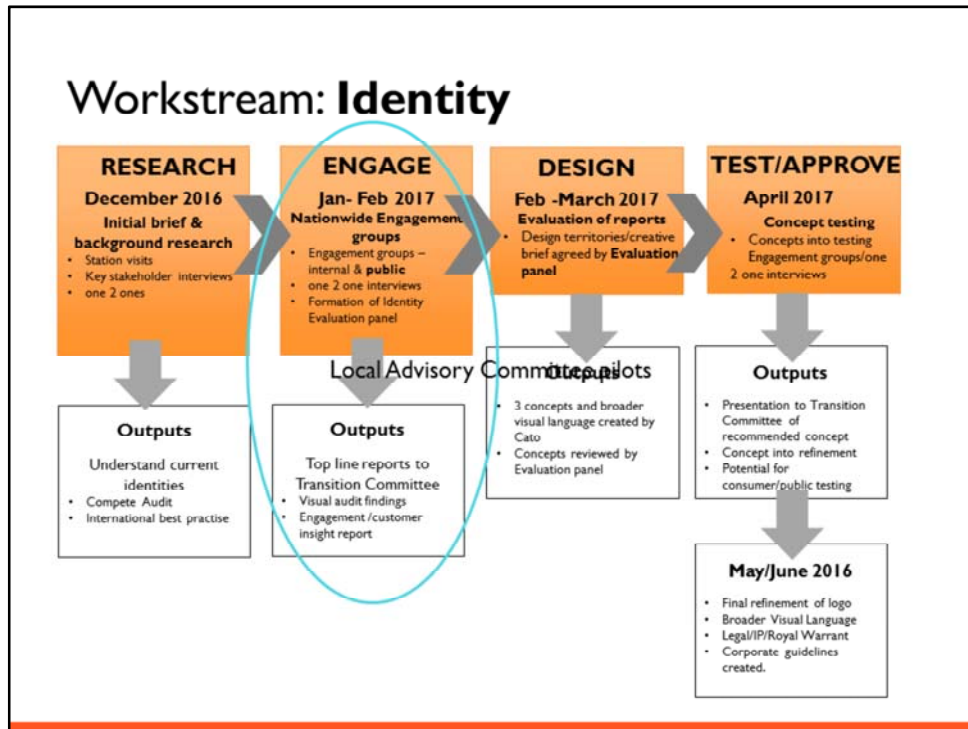 Workstream: Identity
RESEARCH
December 2016
Initial brief &
background research
• Station visits
• Key stakeholder interviews
• one 2 ones
Outputs
Understand current
identities
• Compete Audit
• International best practise
ENGAGE
Jan- Feb 2017
Nationwide Engagement
groups
• Engagement groups –
internal & public
• one 2 one interviews
• Formation of Identity
Evaluation panel
Local Advisory Committee pilots
Outputs
Top line reports to
Transition Committee
• Visual audit findings
• Engagement /customer
insight report
DESIGN
Feb -March 2017
Evaluation of reports
• Design territories/creative
brief agreed by Evaluation
panel
Outputs
• 3 concepts and broader
visual language created by
Cato
• Concepts reviewed by
Evaluation panel
TEST/APPROVE
April 2017
Concept testing
• Concepts into testing
Engagement groups/one
2 one interviews
Outputs
• Presentation to Transition
Committee of
recommended concept
• Concept into refinement
• Potential for
consumer/public testing
May/June 2016
• Final refinement of logo
• Broader Visual Language
• Legal/IP/Royal Warrant
• Corporate guidelines
created.